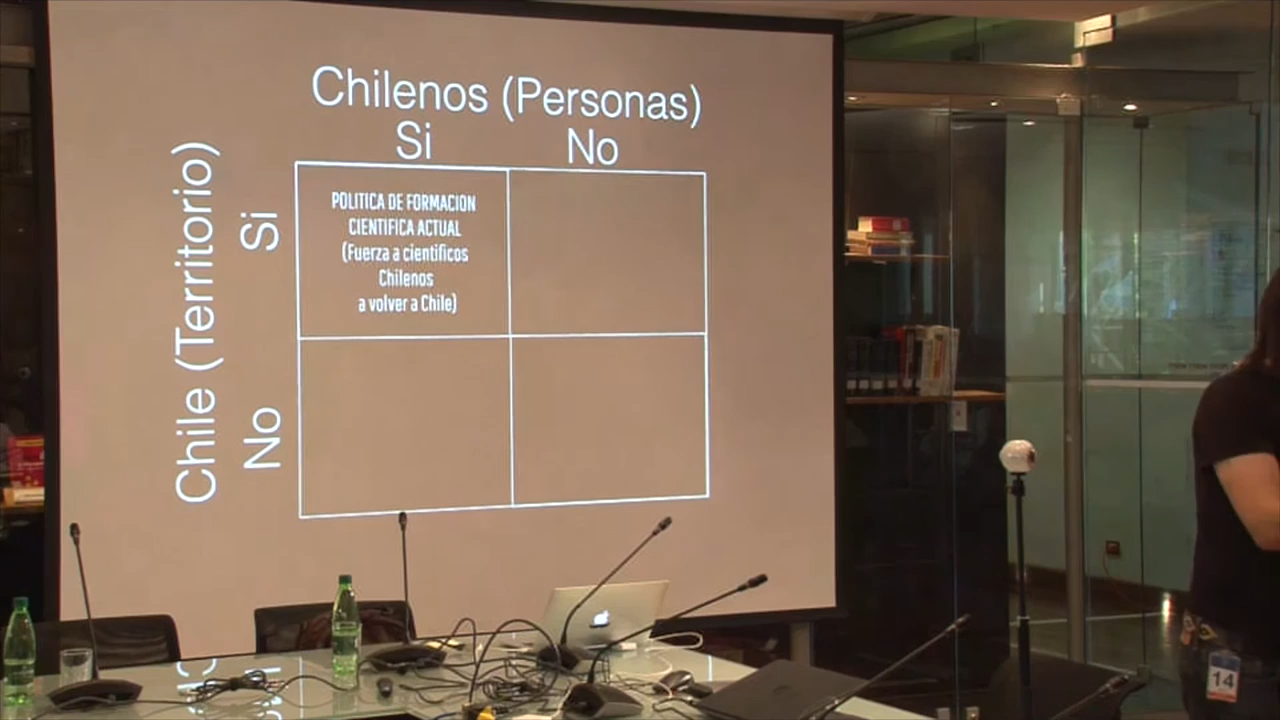 Chilenos (Personas)
Si No
Chile (Territorio)
Si
No
POLITICA DE FORMACION
CIENTIFICA ACTUAL
(Fuerza a cientificos
Chilenos
a volver a Chile)
14